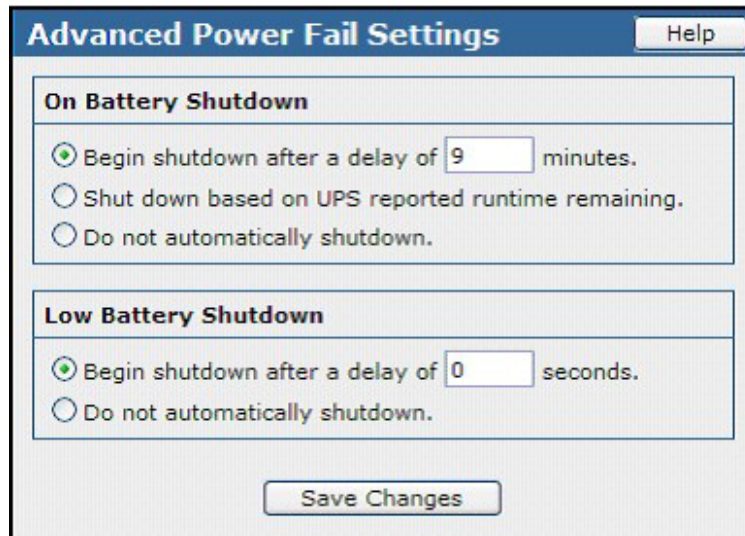 Advanced Power Fail Settings
Help
On Battery Shutdown
Begin shutdown after a delay of 9 minutes.
Shut down based on UPS reported runtime remaining.
Do not automatically shutdown.
Low Battery Shutdown
Begin shutdown after a delay of 0 seconds.
Do not automatically shutdown.
Save Changes